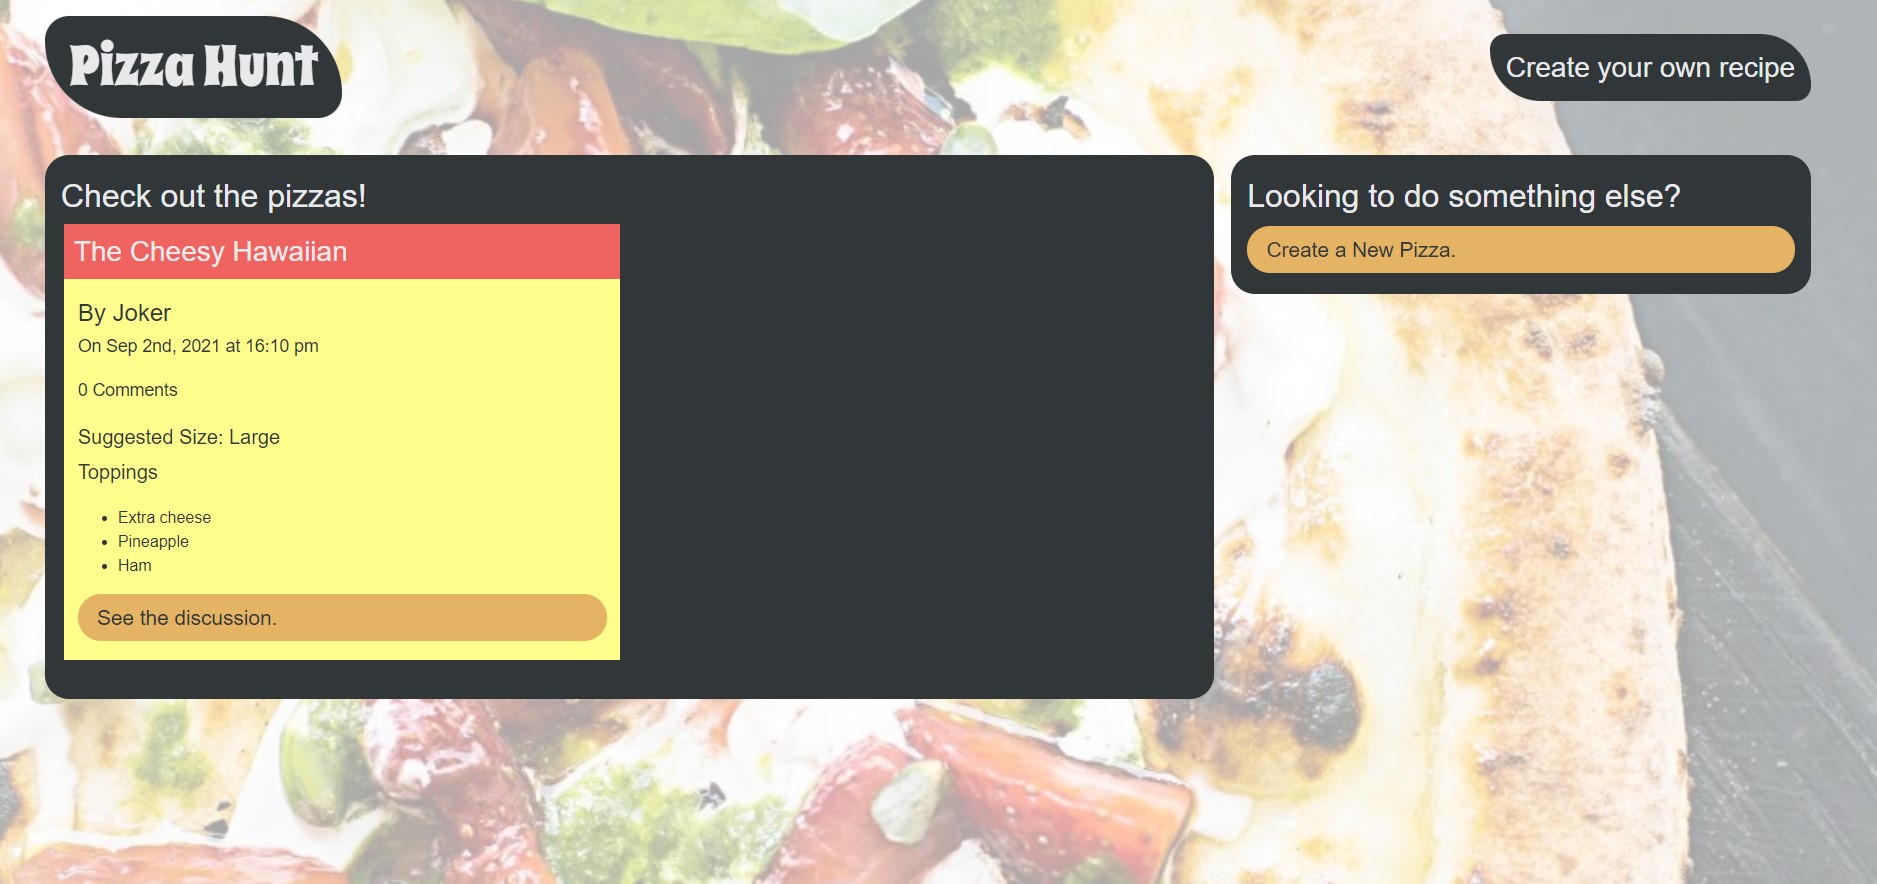 Pizza Hunt
Create your own recipe
Check out the pizzas!
The Cheesy Hawaiian
By Joker
On Sep 2nd, 2021 at 16:10 pm
0 Comments
Suggested Size: Large
Toppings
Extra cheese
Pineapple
Ham
See the discussion.
Looking to do something else?
Create a New Pizza.